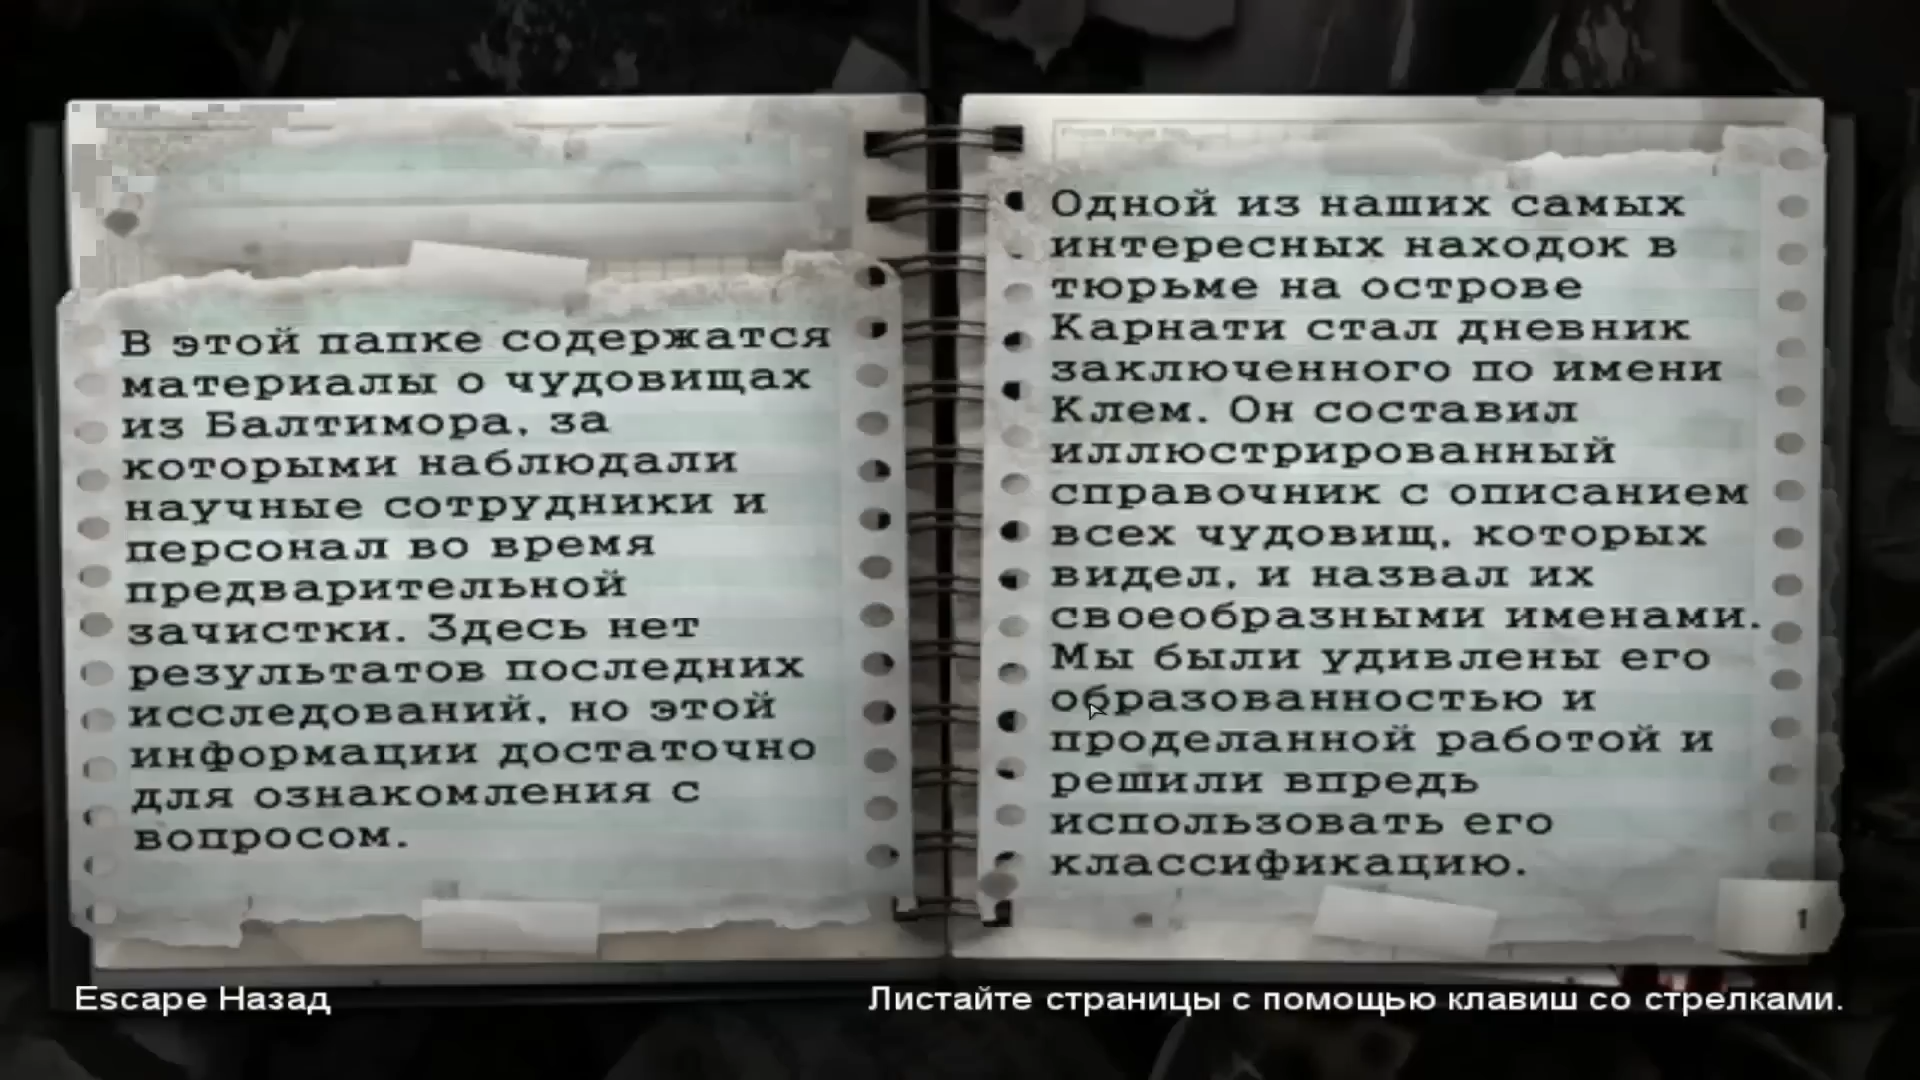 В этой папке содержатся
материалы о чудовищах
из Балтимора, за
которыми наблюдали
научные сотрудники и
персонал во время
предварительной
зачистки. Здесь нет
результатов последних
исследований, но этой
информации достаточно
для ознакомления с
вопросом.
Одной из наших самых
интересных находок в
тюрьме на острове
Карнати стал дневник
заключенного по имени
Клем. Он составил
иллюстрированный
справочник с описанием
всех чудовищ, которых
видел, и назвал их
своеобразными именами.
Мы были удивлены его
образованностью и
проделанной работой и
решили впредь
использовать его
классификацию.
1
Escape Назад
Листайте страницы с помощью клавиш со стрелками.